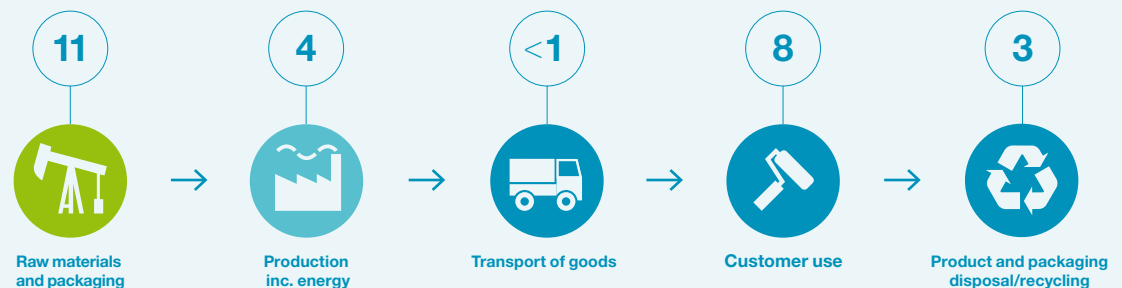 11
4
<1
8
3
Raw materials
and packaging
Production
inc. energy
Transport of goods
Customer use
Product and packaging
disposal/recycling